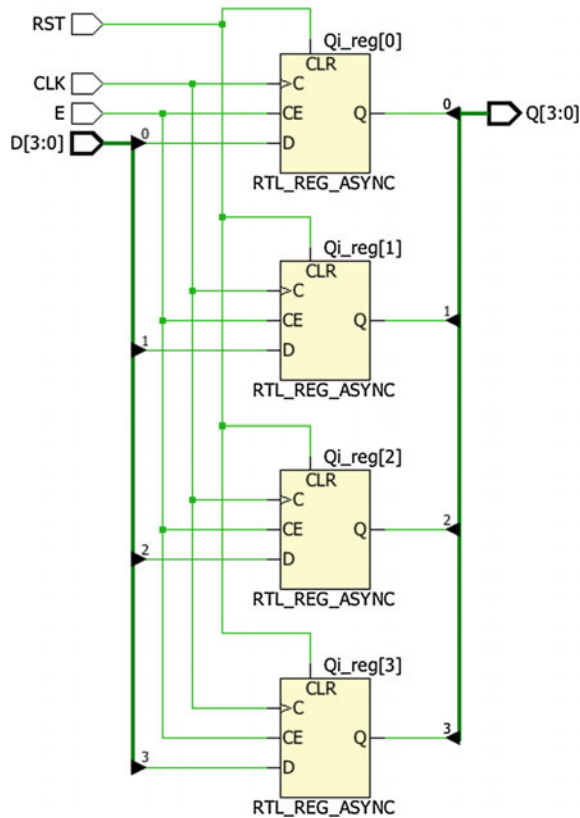 RST
Qi_reg[0]
CLR
CLK
C
0
E
CE
Q
Q[3:0]
D[3:0]
0
D
RTL_REG_ASYNC
Qi_reg[1]
CLR
C
CE
Q
1
1
D
RTL_REG_ASYNC
Qi_reg[2]
CLR
C
CE
Q
2
2
D
RTL_REG_ASYNC
Qi_reg[3]
CLR
C
CE
Q
3
3
D
RTL_REG_ASYNC